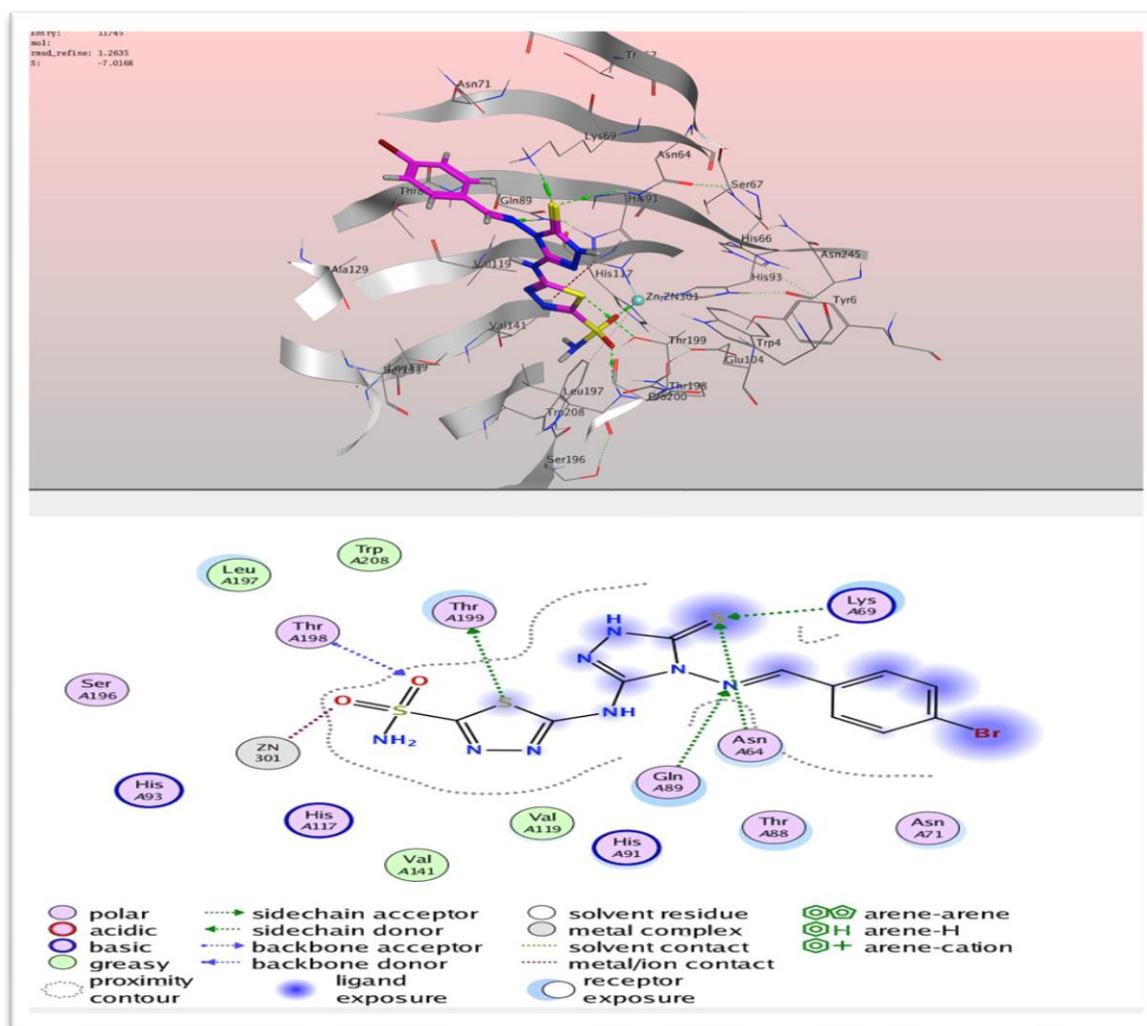 mol:
rmsd_refine: 1.2635
S: -7.0168
Asn71
Lys69
Asn64
Ser67
Gln89
His91
His66
Asn245
Val119
His117
His93
Ala129
Zn,ZN301
Tyr6
Val141
Thr199
Trp4
Glu104
Leu197
Thr198
Pro200
Trp208
Ser196
Trp
A208
Leu
A197
Thr
A199
Lys
A69
Thr
A198
H
N
S
N
N
N
Ser
A196
O
O
S
S
NH
Br
NH₂
N
N
ZN
301
Asn
A64
Gln
A89
His
A93
His
A117
Val
A119
His
A91
Thr
A88
Asn
A71
Val
A141
polar
sidechain acceptor
solvent residue
arene-arene
acidic
sidechain donor
metal complex
H arene-H
basic
backbone acceptor
solvent contact
+ arene-cation
greasy
backbone donor
metal/ion contact
proximity
contour
ligand
exposure
receptor
exposure